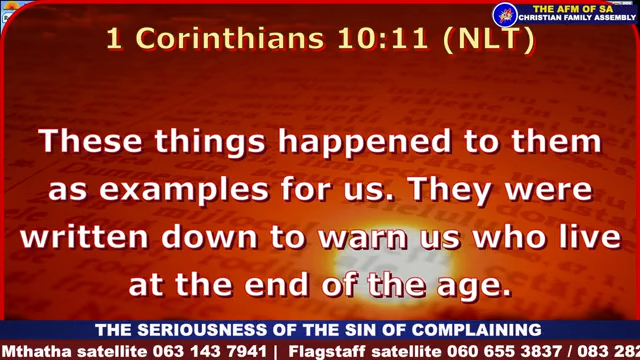 THE AFM OF SA
CHRISTIAN FAMILY ASSEMBLY
1 Corinthians 10:11 (NLT)
These things happened to them
as examples for us. They were
written down to warn us who live
at the end of the age.
THE SERIOUSNESS OF THE SIN OF COMPLAINING
Mthatha satellite 063 143 7941 | Flagstaff satellite 060 655 3837 / 083 282